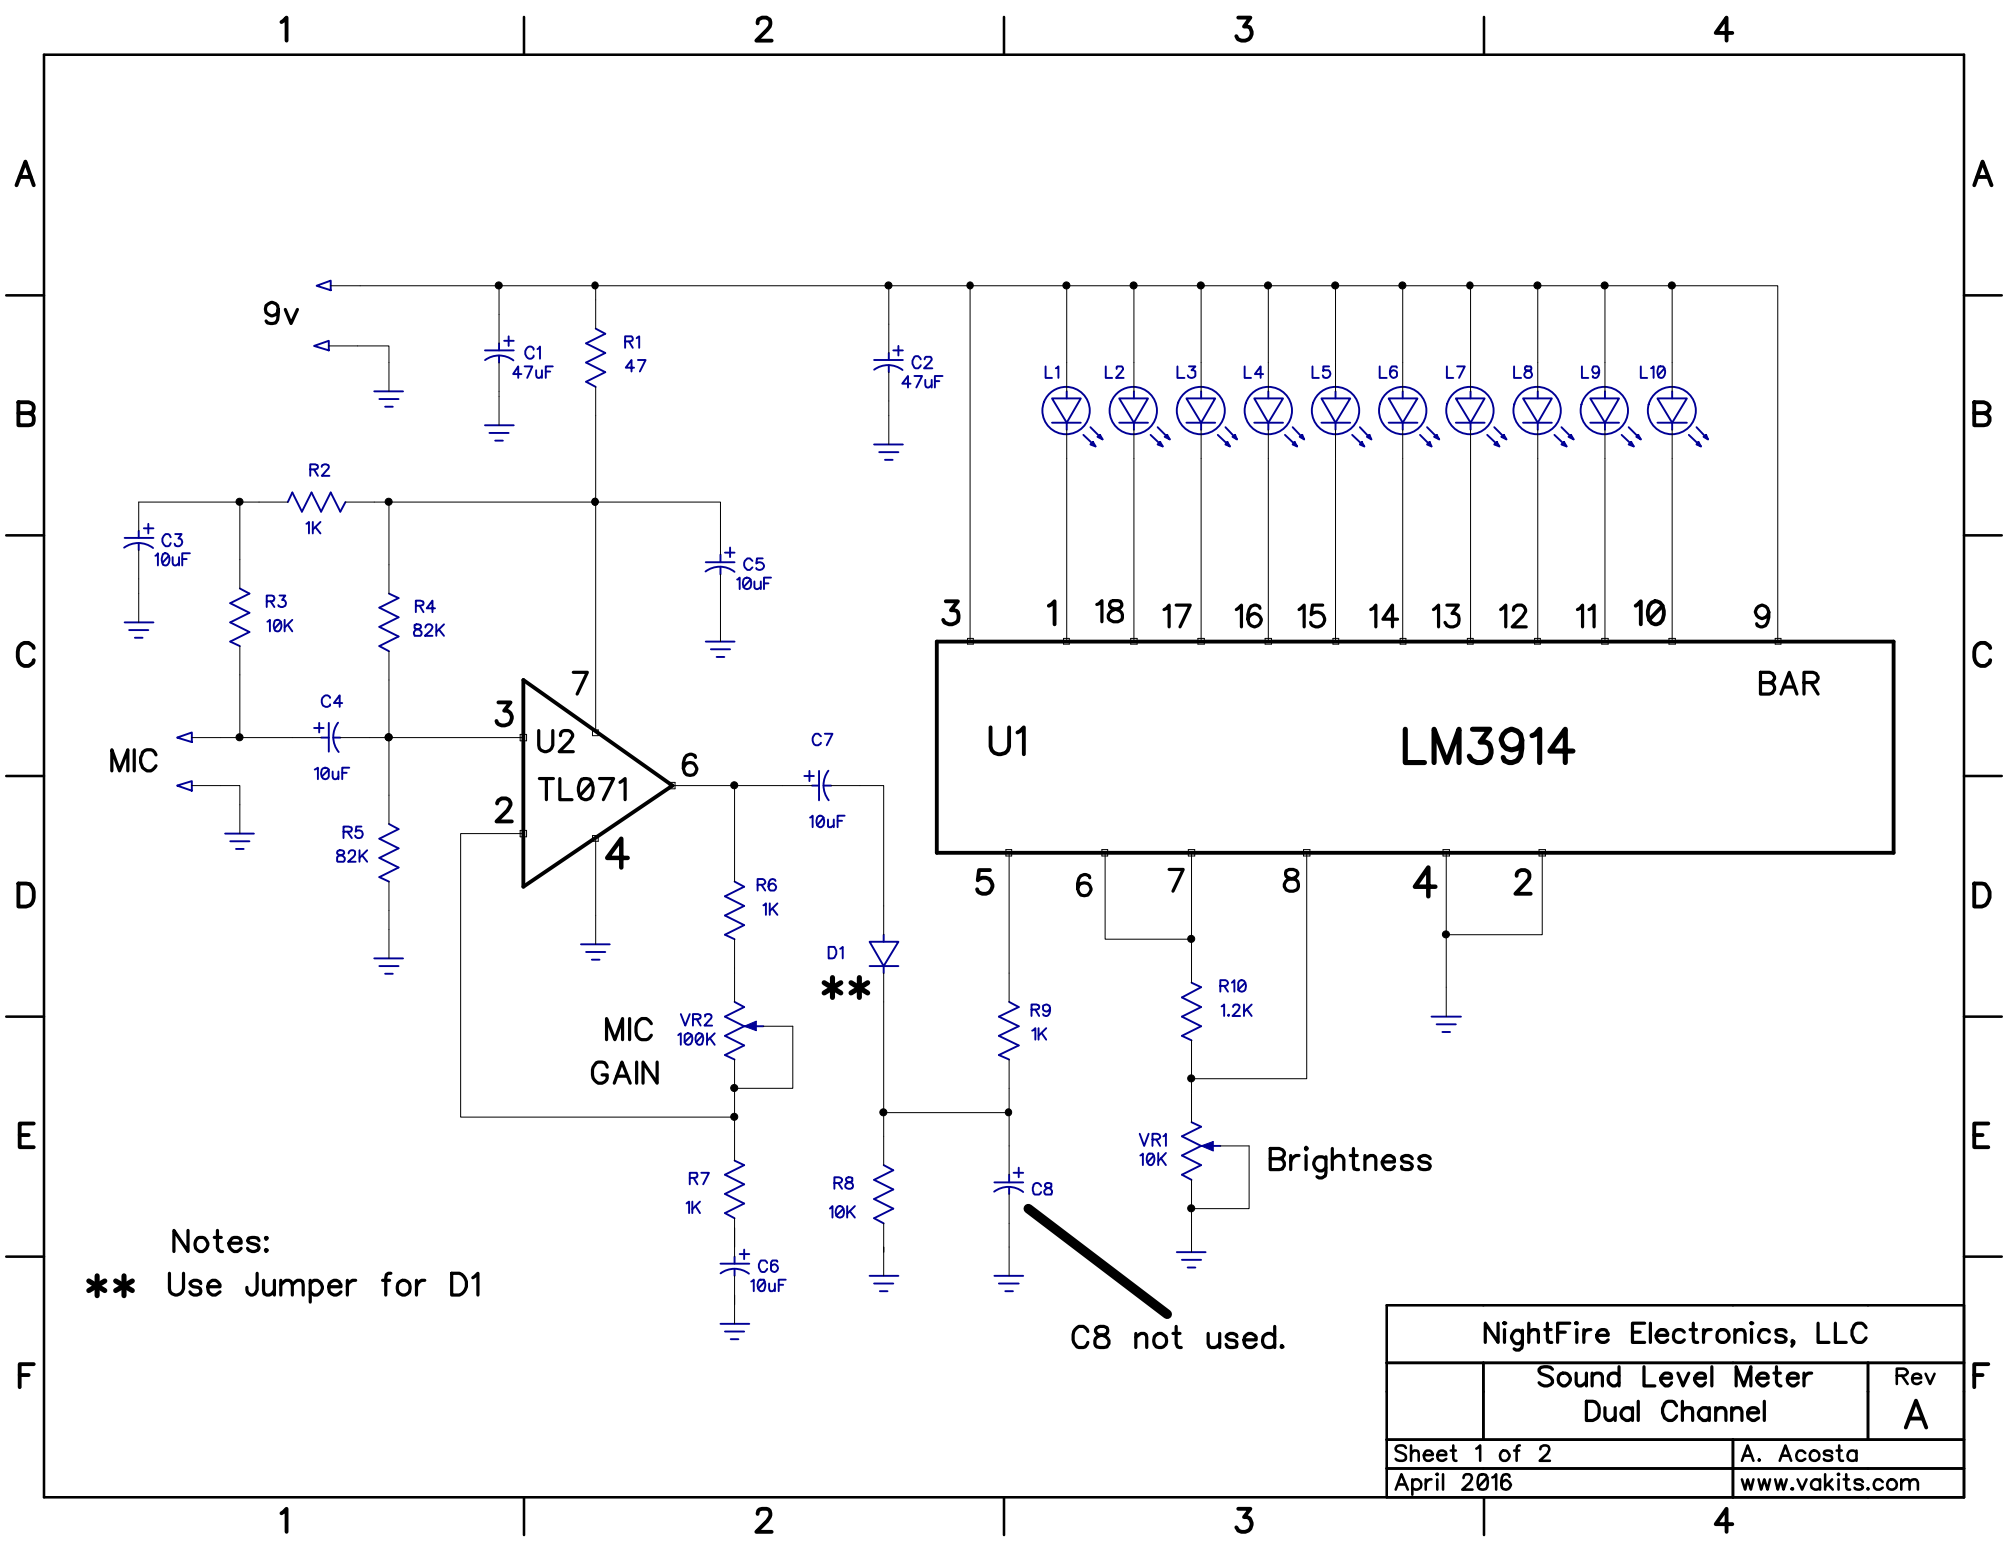 1 2 3 4
A A
9v
C1
47uF
R1
47
C2
47uF
L1 L2 L3 L4 L5 L6 L7 L8 L9 L10
B B
R2
1K
C3
10uF
C5
10uF
R3
10K
R4
82K
3 1 18 17 16 15 14 13 12 11 10 9
C C
BAR
C4
10uF
7
3
U2
TL071
6
2
4
MIC
C7
10uF
U1
LM3914
R5
82K
5 6 7 8 4 2
D D
R6
1K
D1
**
R10
1.2K
MIC
GAIN
VR2
100K
R9
1K
E E
VR1
10K
Brightness
R7
1K
R8
10K
C8
Notes:
** Use Jumper for D1
C6
10uF
C8 not used.
F F
NightFire Electronics, LLC
Sound Level Meter
Dual Channel
Rev
A
Sheet 1 of 2
A. Acosta
April 2016
www.vakits.com
1 2 3 4